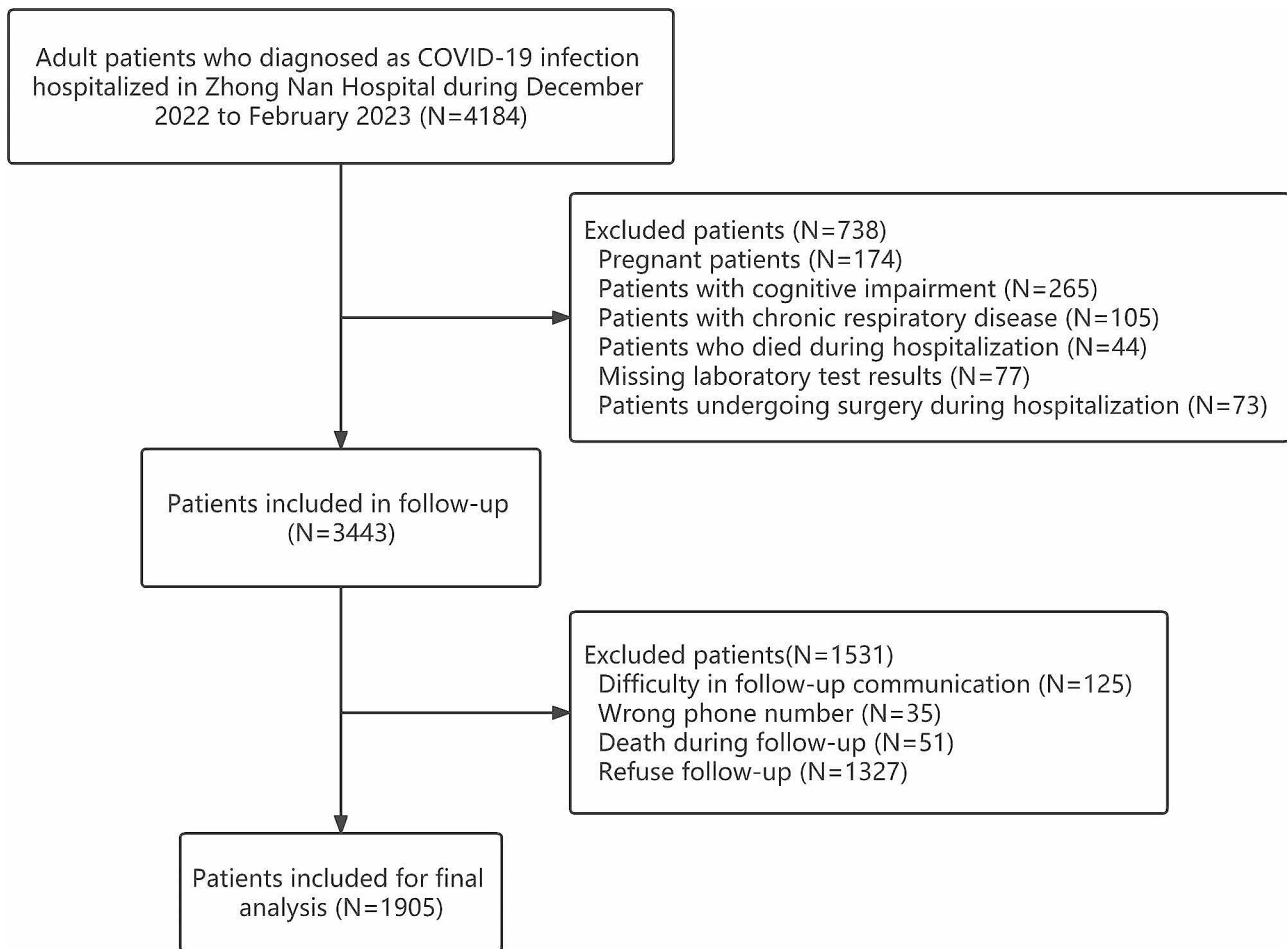 Adult patients who diagnosed as COVID-19 infection
hospitalized in Zhong Nan Hospital during December
2022 to February 2023 (N=4184)
Excluded patients (N=738)
Pregnant patients (N=174)
Patients with cognitive impairment (N=265)
Patients with chronic respiratory disease (N=105)
Patients who died during hospitalization (N=44)
Missing laboratory test results (N=77)
Patients undergoing surgery during hospitalization (N=73)
Patients included in follow-up
(N=3443)
Excluded patients(N=1531)
Difficulty in follow-up communication (N=125)
Wrong phone number (N=35)
Death during follow-up (N=51)
Refuse follow-up (N=1327)
Patients included for final
analysis (N=1905)